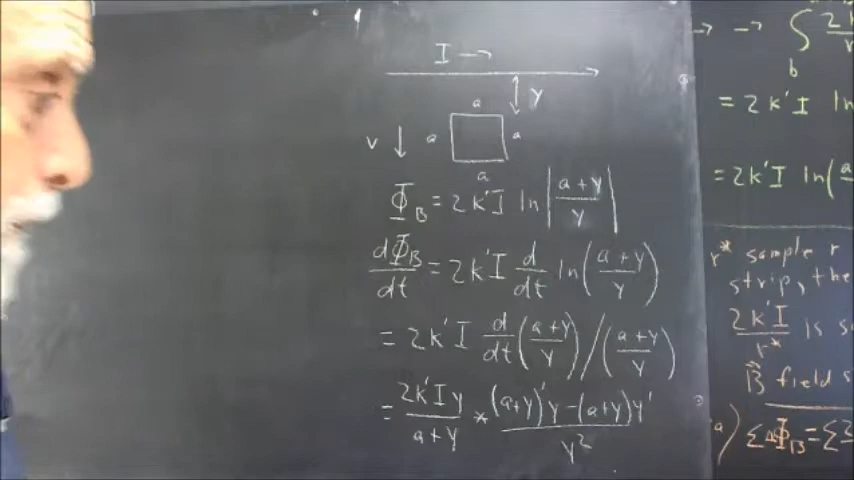 I →
y
a
v ↓ a a
a
Φ_B = 2k'I ln|(a+y)/y|
dΦ_B/dt = 2k'I d/dt ln((a+y)/y)
= 2k'I d/dt((a+y)/y)/((a+y)/y)
= 2k'Iy/(a+y) * ((a+y)'y-(a+y)y')/y²
→ →
∫ 2k
b
= 2k'I ln
= 2k'I ln(a
r* sample r
strip, the
2k'I/r* is
B⃗ field s
a) ΣΔΦ_B = Σ